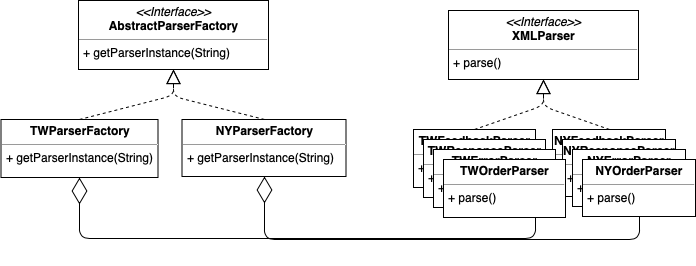 <<Interface>>
AbstractParserFactory
+ getParserInstance(String)
<<Interface>>
XMLParser
+ parse()
TWParserFactory
+ getParserInstance(String)
NYParserFactory
+ getParserInstance(String)
TWFeedbackParser
TWResponseParser
TWErrorParser
TWOrderParser
+ parse()
NYFeedbackParser
NYResponseParser
NYErrorParser
NYOrderParser
+ parse()